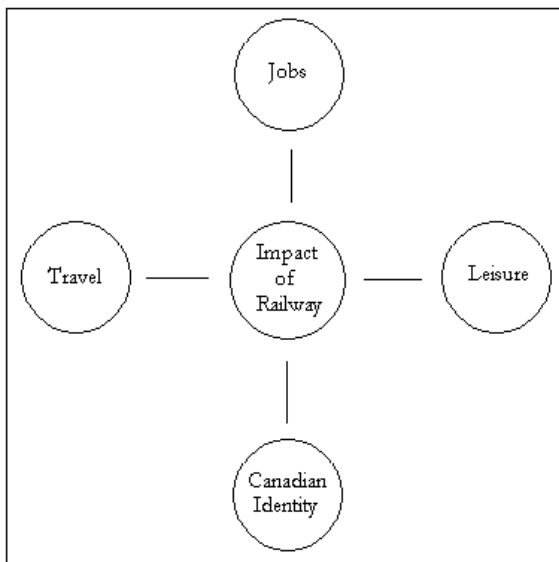 Jobs
Travel
Impact
of
Railway
Leisure
Canadian
Identity